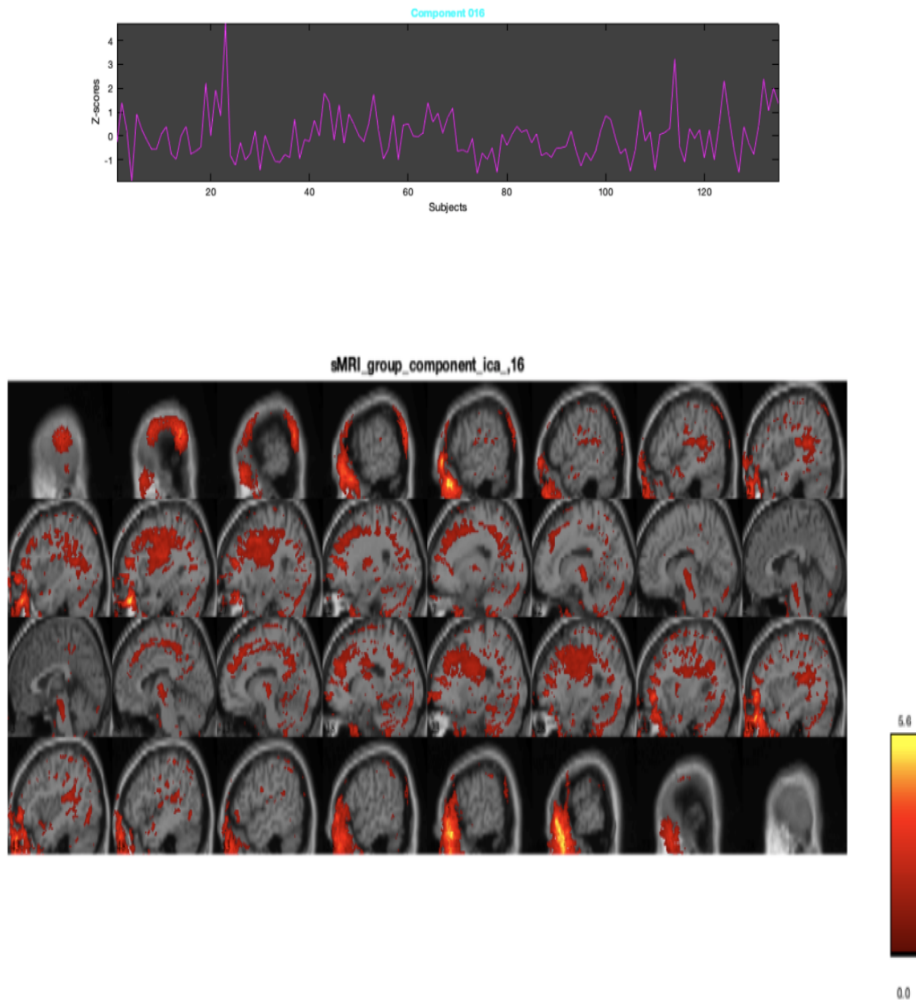 Component 016
4
3
2
1
0
-1
Z-scores
20 40 60 80 100 120
Subjects
sMRI_group_component_ica_,16
5.6
0.0